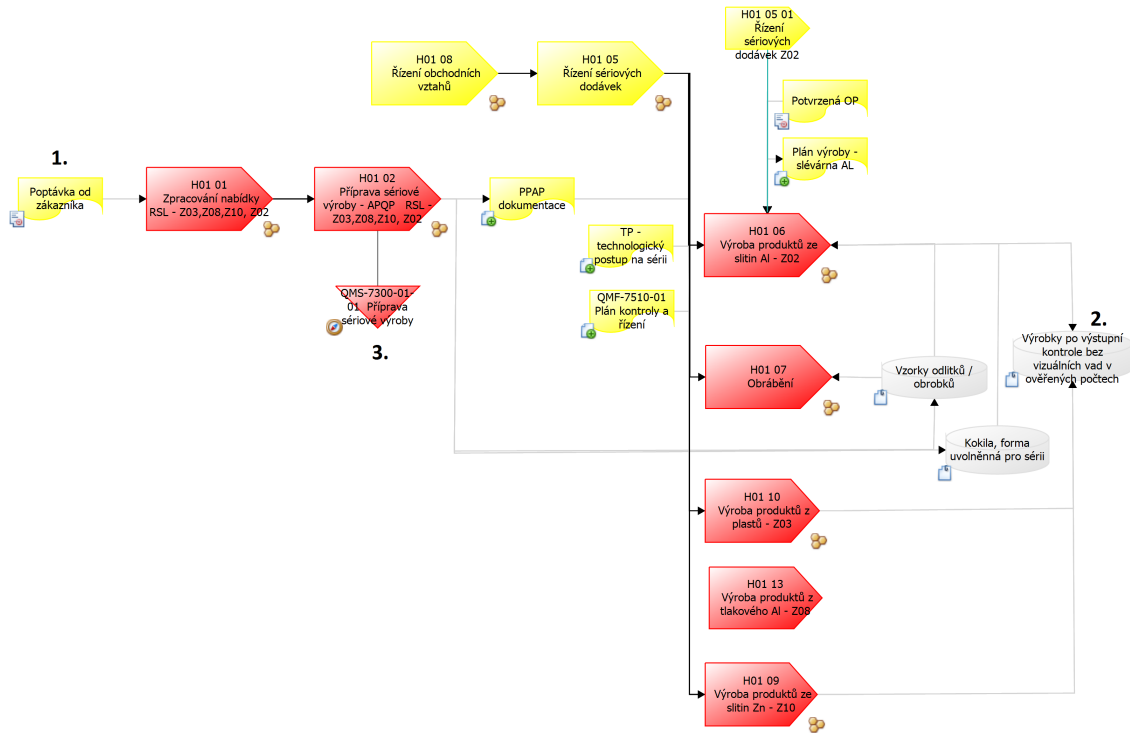 H01 05 01
Řízení
sériových
dodávek Z02
H01 08
Řízení obchodních
vztahů
H01 05
Řízení sériových
dodávek
Potvrzená OP
Plán výroby -
slévárna AL
1.
Poptávka od
zákazníka
H01 01
Zpracování nabídky
RSL - Z03,Z08,Z10, Z02
H01 02
Příprava sériové
výroby - APQP RSL -
Z03,Z08,Z10, Z02
PPAP
dokumentace
TP -
technologický
postup na sérii
H01 06
Výroba produktů ze
slitin Al - Z02
QMS-7300-01-
01 Příprava
sériové výroby
3.
QMF-7510-01
Plán kontroly a
řízení
2.
Výrobky po výstupní
kontrole bez
vizuálních vad v
ověřených počtech
H01 07
Obrábění
Vzorky odlitků /
obrobků
Kokila, forma
uvolněnná pro sérii
H01 10
Výroba produktů z
plastů - Z03
H01 13
Výroba produktů z
tlakového Al - Z08
H01 09
Výroba produktů ze
slitin Zn - Z10